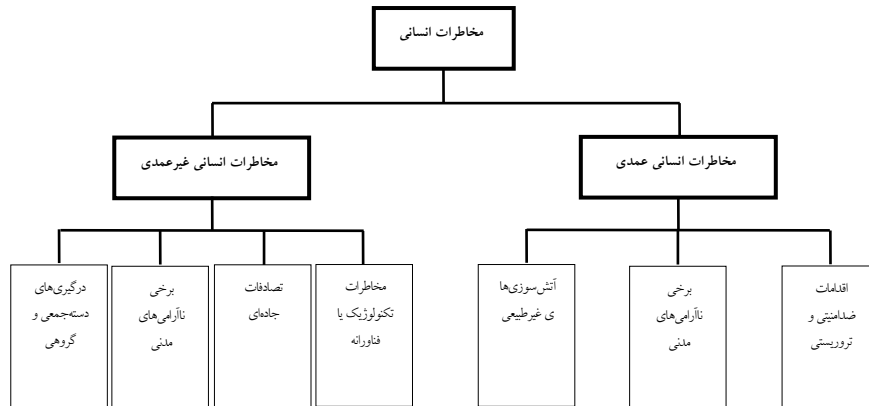 مخاطرات انسانی
مخاطرات انسانی عمدی
مخاطرات انسانی غیرعمدی
اقدامات
ضدامنیتی و
تروریستی
برخی
ناآرامی‌های
مدنی
آتش‌سوزی‌ها
ی غیرطبیعی
مخاطرات
تکنولوژیک یا
فناورانه
تصادفات
جاده‌ای
برخی
ناآرامی‌های
مدنی
درگیری‌های
دسته‌جمعی و
گروهی